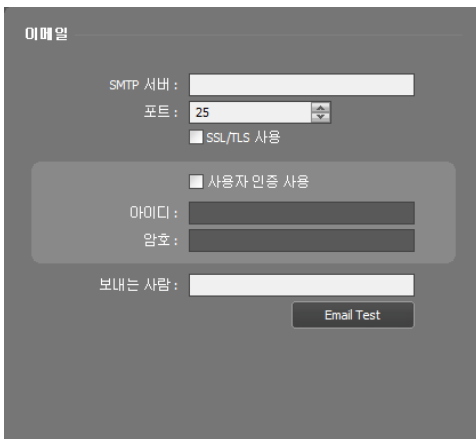 이메일
SMTP 서버 :
포트 : 25
SSL/TLS 사용
사용자 인증 사용
아이디 :
암호 :
보내는 사람 :
Email Test